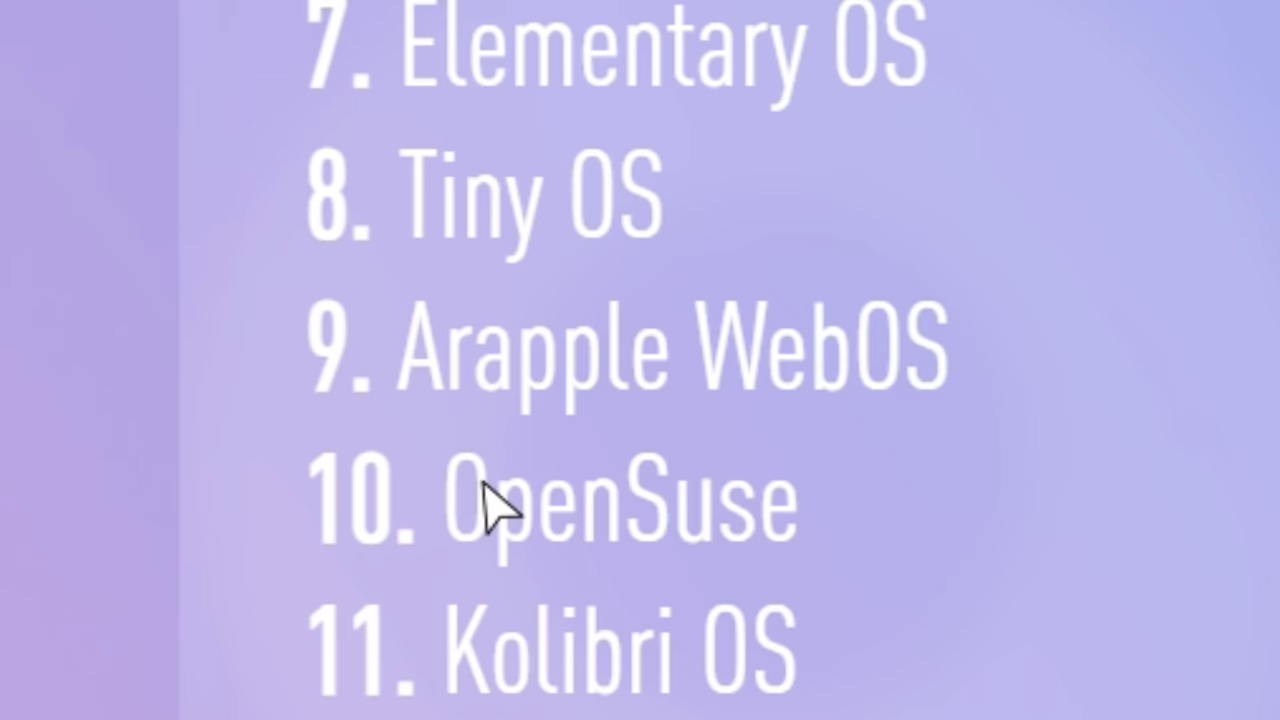 7. Elementary OS
8. Tiny OS
9. Arapple WebOS
10. OpenSuse
11. Kolibri OS